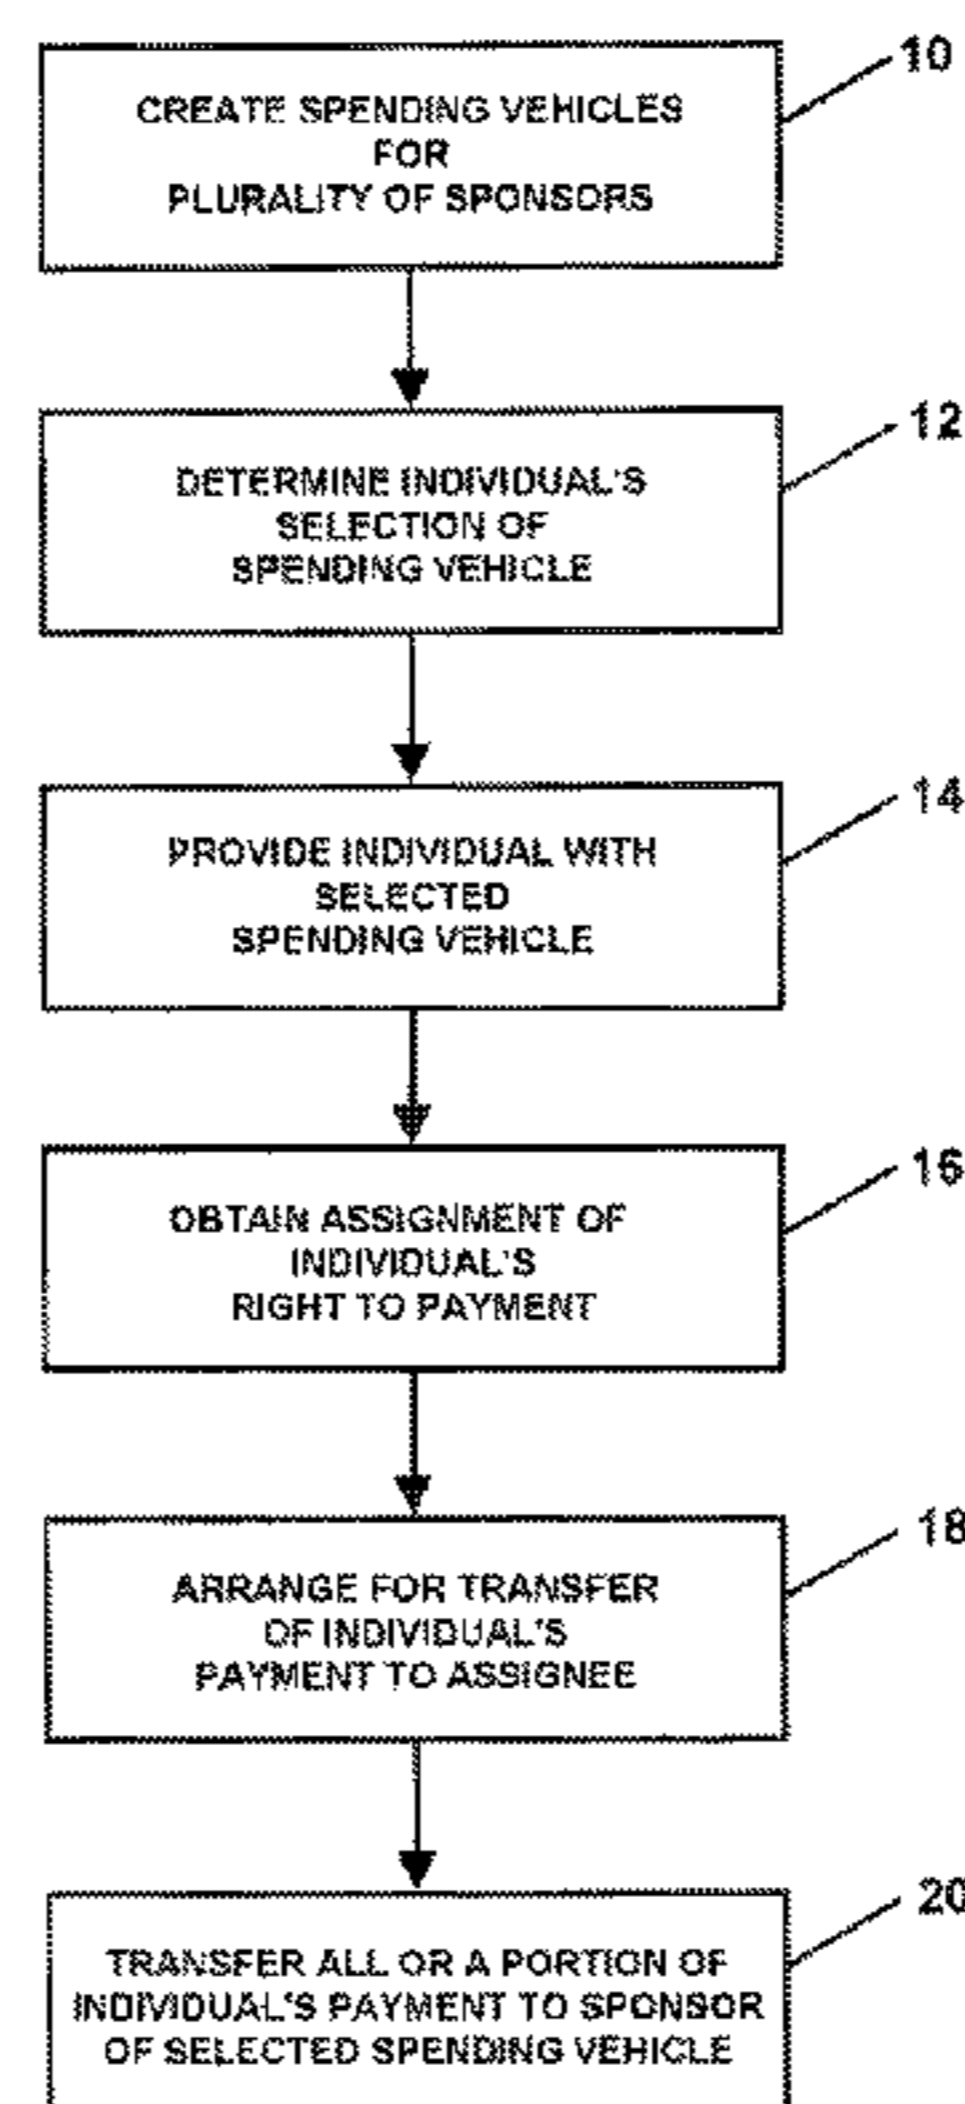 10
CREATE SPENDING VEHICLES
FOR
PLURALITY OF SPONSORS
12
DETERMINE INDIVIDUAL'S
SELECTION OF
SPENDING VEHICLE
14
PROVIDE INDIVIDUAL WITH
SELECTED
SPENDING VEHICLE
16
OBTAIN ASSIGNMENT OF
INDIVIDUAL'S
RIGHT TO PAYMENT
18
ARRANGE FOR TRANSFER
OF INDIVIDUAL'S
PAYMENT TO ASSIGNEE
20
TRANSFER ALL OR A PORTION OF
INDIVIDUAL'S PAYMENT TO SPONSOR
OF SELECTED SPENDING VEHICLE